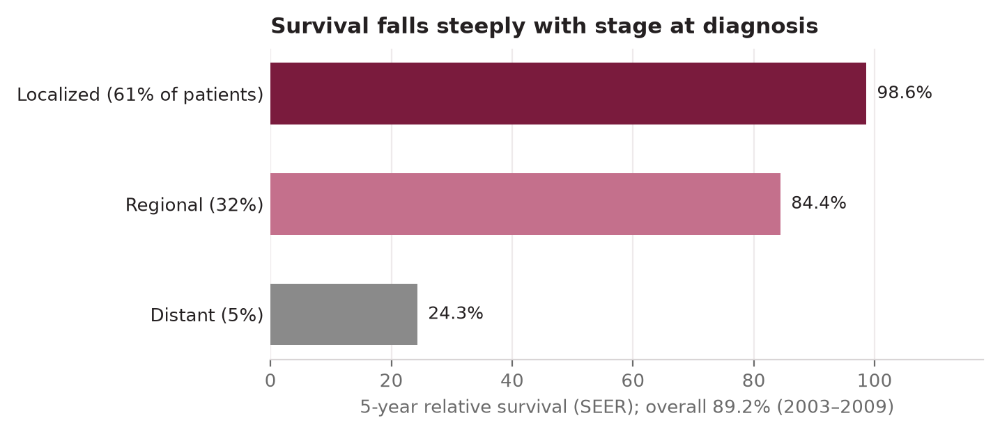 Survival falls steeply with stage at diagnosis
Localized (61% of patients)
98.6%
Regional (32%)
84.4%
Distant (5%)
24.3%
0 20 40 60 80 100
5-year relative survival (SEER); overall 89.2% (2003–2009)